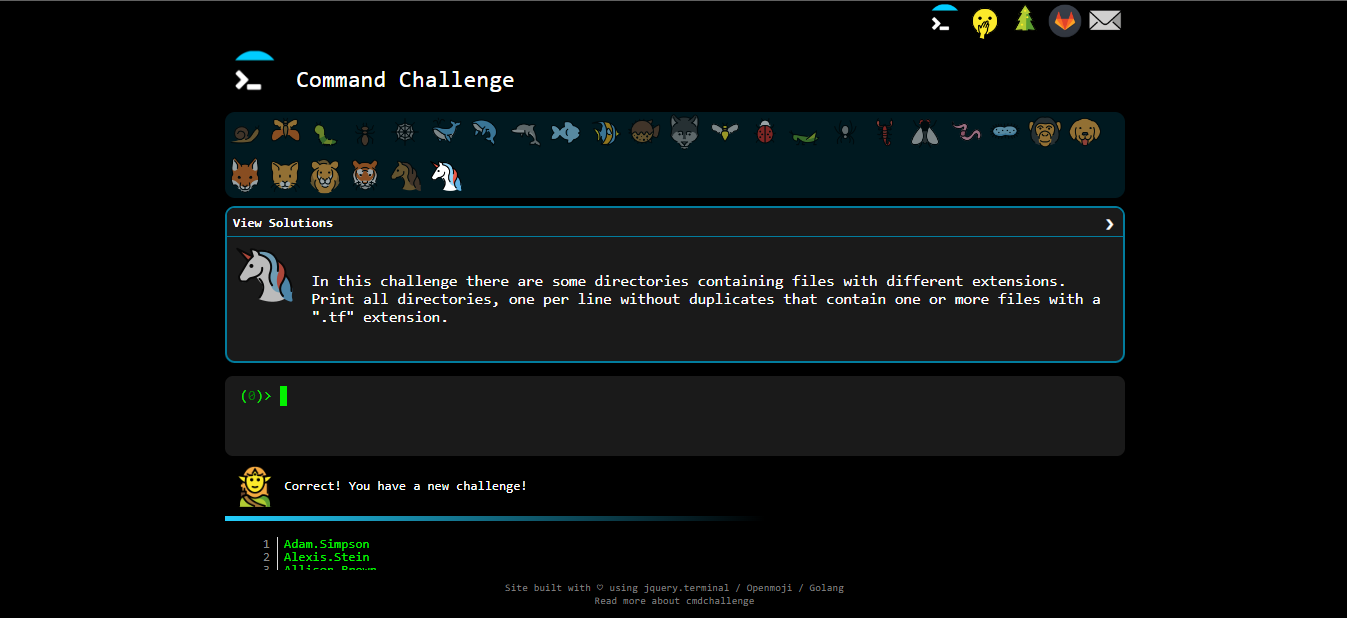 Command Challenge
View Solutions
In this challenge there are some directories containing files with different extensions.
Print all directories, one per line without duplicates that contain one or more files with a
".tf" extension.
(0)>
Correct! You have a new challenge!
1 Adam.Simpson
2 Alexis.Stein
3 Allison.Brown
Site built with ♡ using jquery.terminal / Openmoji / Golang
Read more about cmdchallenge